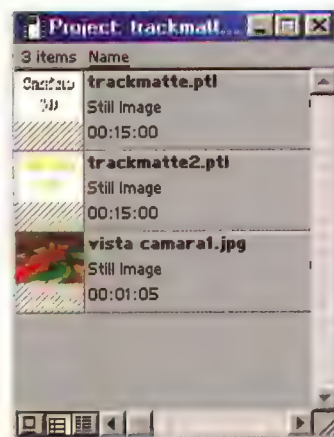 Project: trackmatt...
3 items Name
trackmatte.ptl
Still Image
00:15:00
trackmatte2.ptl
Still Image
00:15:00
vista camara1.jpg
Still Image
00:01:05